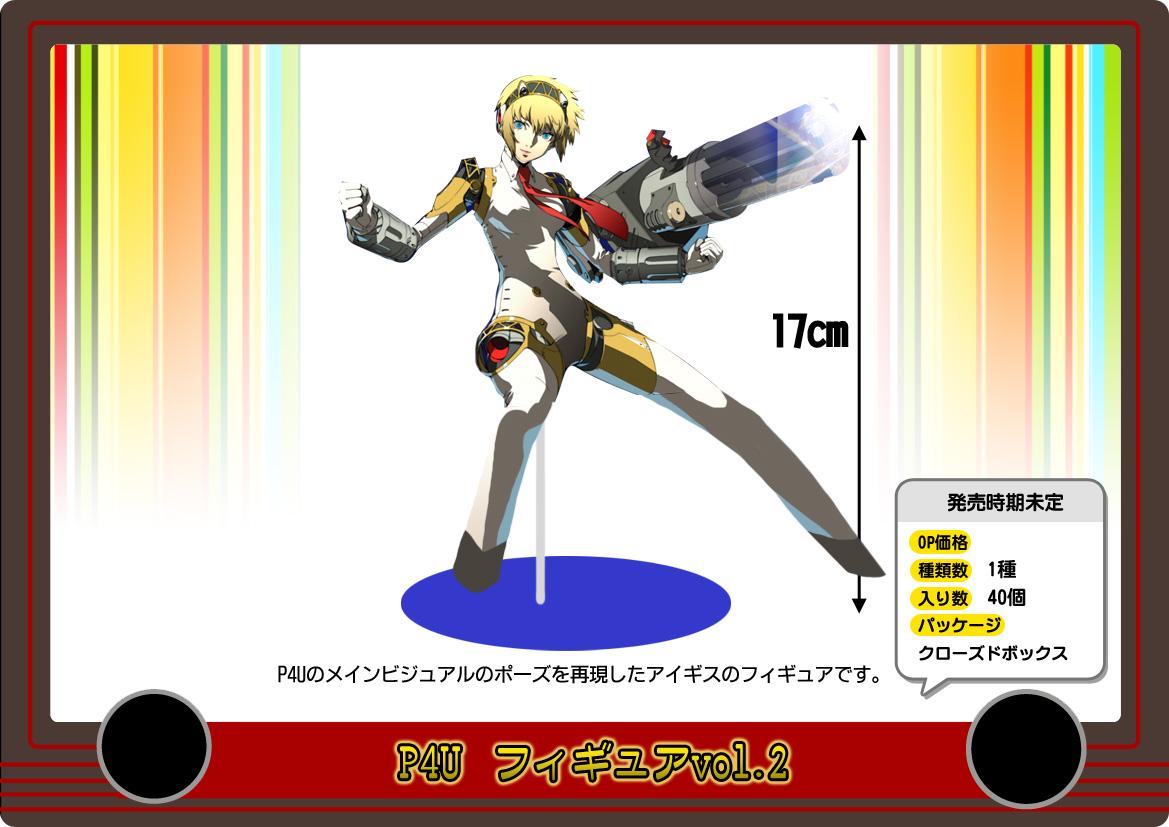 17cm
発売時期未定
OP価格
種類数 1種
入り数 40個
パッケージ
クローズドボックス
P4Uのメインビジュアルのポーズを再現したアイギスのフィギュアです。
P4U フィギュアvol.2